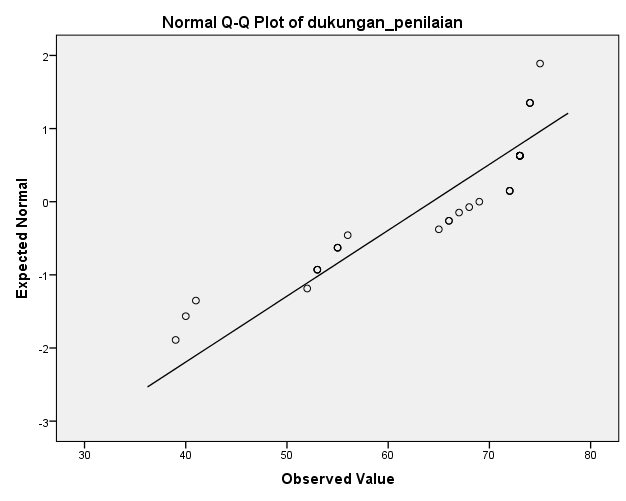 Normal Q-Q Plot of dukungan_penilaian
2
1
0
-1
-2
-3
Expected Normal
30 40 50 60 70 80
Observed Value